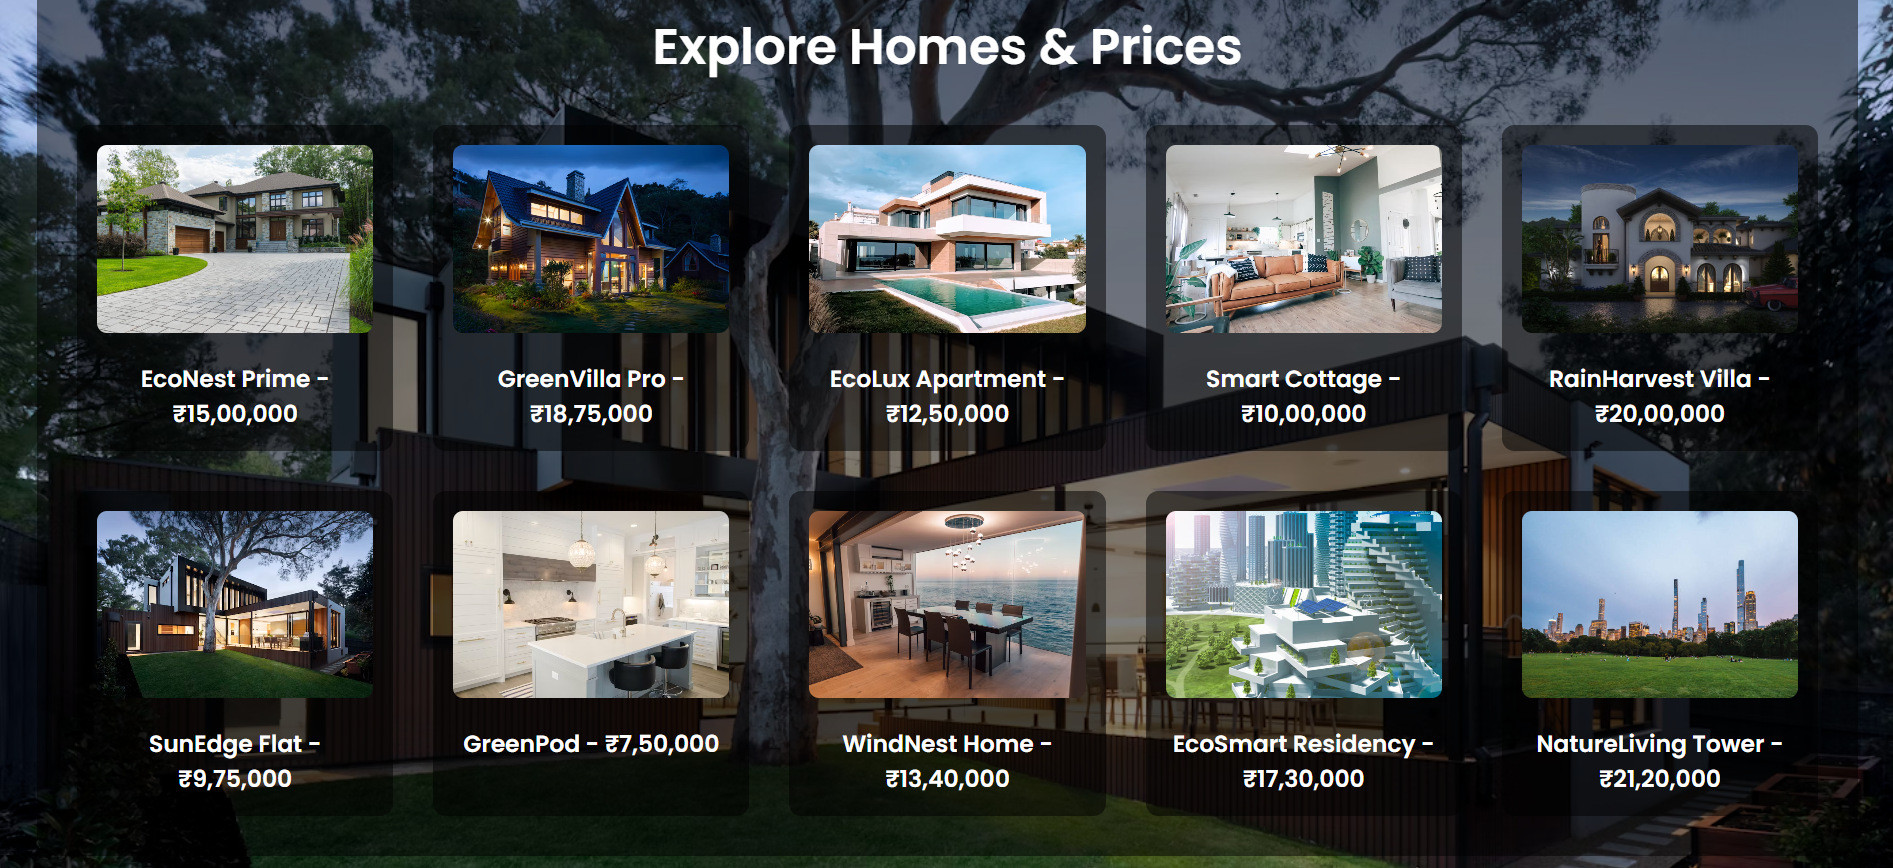 Explore Homes & Prices
EcoNest Prime -
₹15,00,000
GreenVilla Pro -
₹18,75,000
EcoLux Apartment -
₹12,50,000
Smart Cottage -
₹10,00,000
RainHarvest Villa -
₹20,00,000
SunEdge Flat -
₹9,75,000
GreenPod - ₹7,50,000
WindNest Home -
₹13,40,000
EcoSmart Residency -
₹17,30,000
NatureLiving Tower -
₹21,20,000